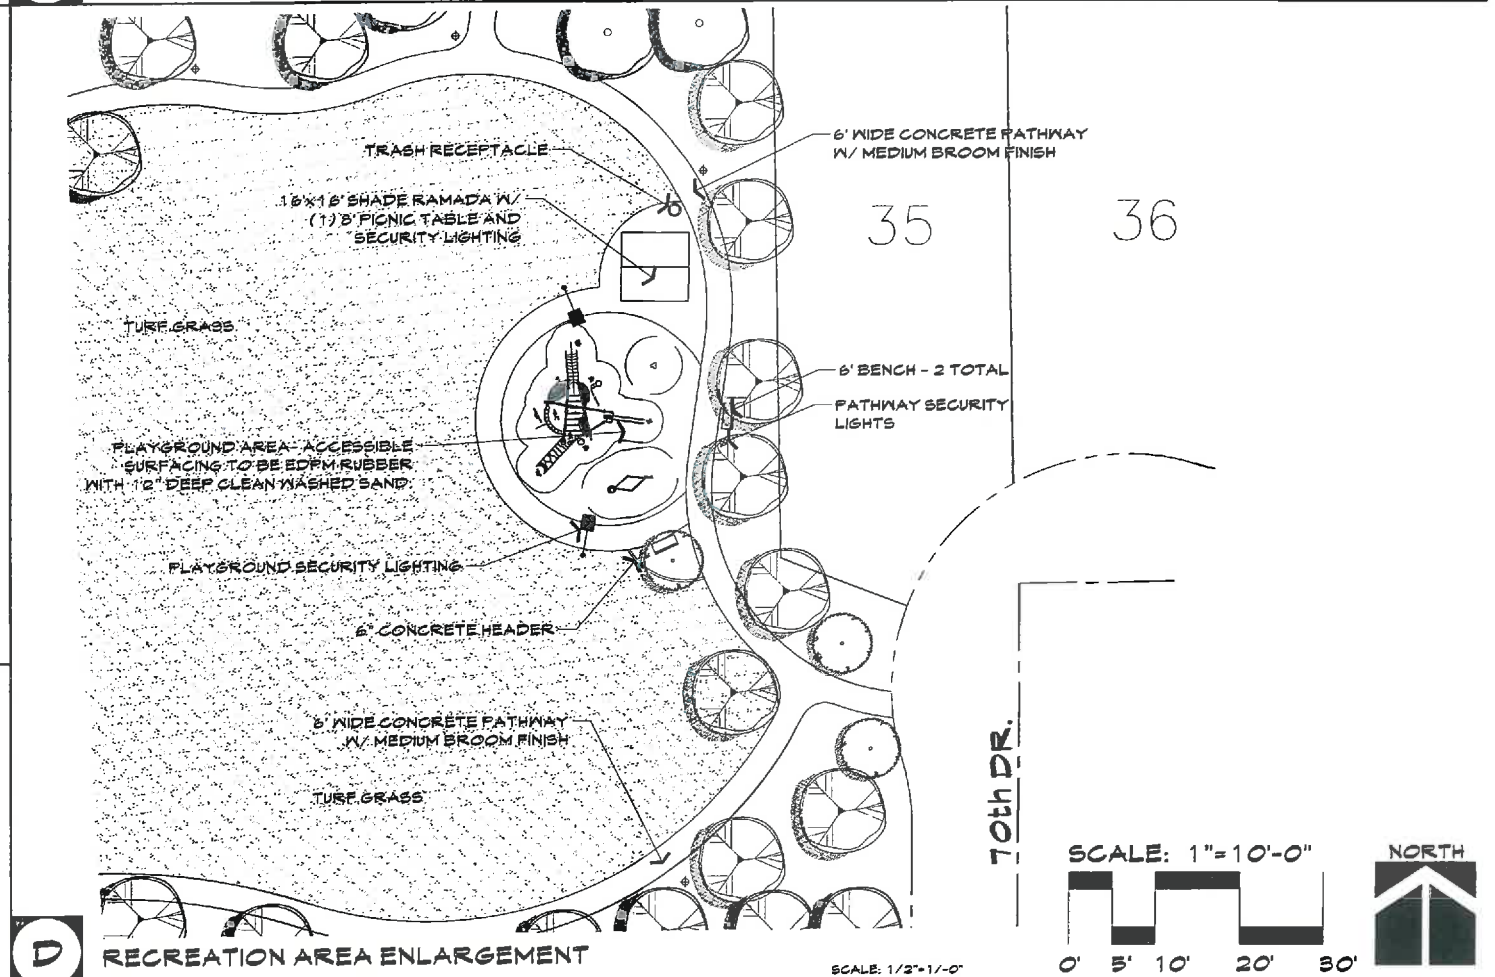 TRASH RECEPTACLE
16'x16' SHADE RAMADA W/
(1) 8' PICNIC TABLE AND
SECURITY LIGHTING
6' WIDE CONCRETE PATHWAY
W/ MEDIUM BROOM FINISH
35
36
TURF GRASS
6' BENCH - 2 TOTAL
PATHWAY SECURITY
LIGHTS
PLAYGROUND AREA- ACCESSIBLE
SURFACING TO BE EDPM RUBBER
WITH 12" DEEP CLEAN WASHED SAND.
PLAYGROUND SECURITY LIGHTING
6" CONCRETE HEADER
6' WIDE CONCRETE PATHWAY
W/ MEDIUM BROOM FINISH
TURF GRASS
70th DR.
SCALE: 1"=10'-0"
0' 5' 10' 20' 30'
NORTH
D
RECREATION AREA ENLARGEMENT
SCALE: 1/2"=1/-0"